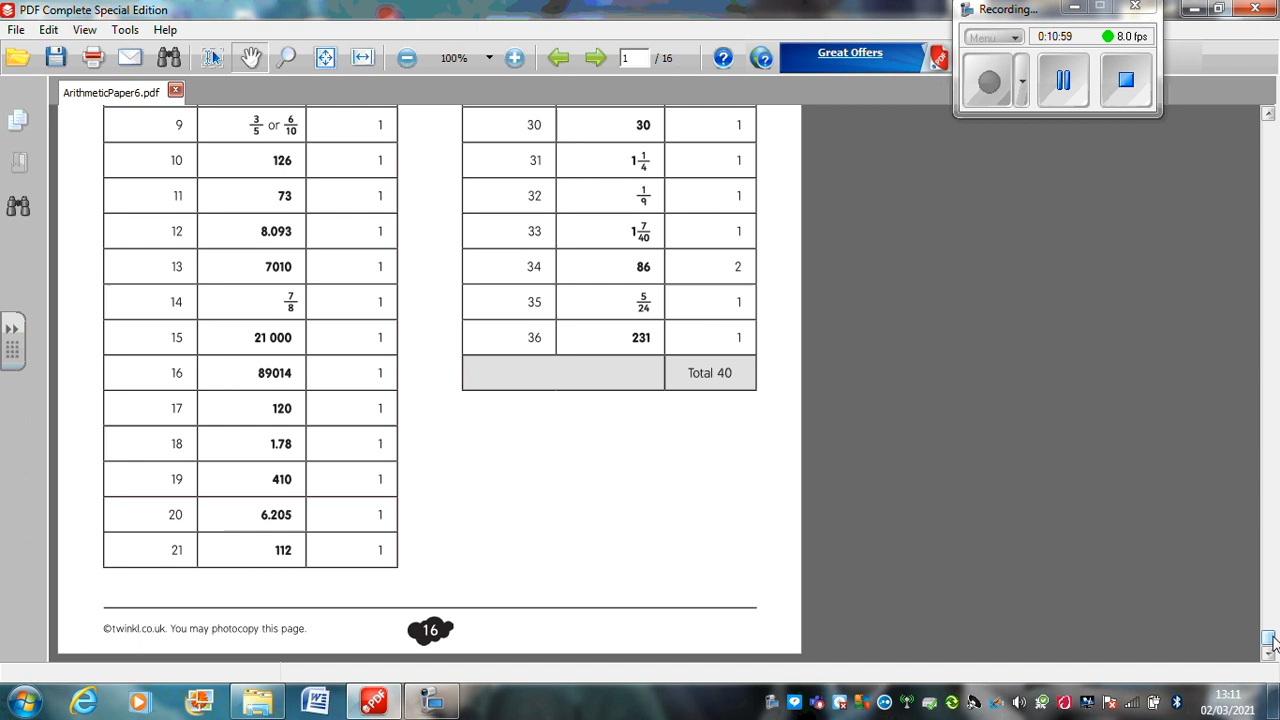 PDF Complete Special Edition
Recording...
File Edit View Tools Help
Menu
0:10:59
8.0 fps
100%
1 / 16
Great Offers
PDF
ArithmeticPaper6.pdf
9 3/5 or 6/10 1
10 126 1
11 73 1
12 8.093 1
13 7010 1
14 7/8 1
15 21 000 1
16 89014 1
17 120 1
18 1.78 1
19 410 1
20 6.205 1
21 112 1
30 30 1
31 1 1/4 1
32 1/9 1
33 1 7/40 1
34 86 2
35 5/24 1
36 231 1
Total 40
©twinkl.co.uk. You may photocopy this page.
16
13:11
02/03/2021